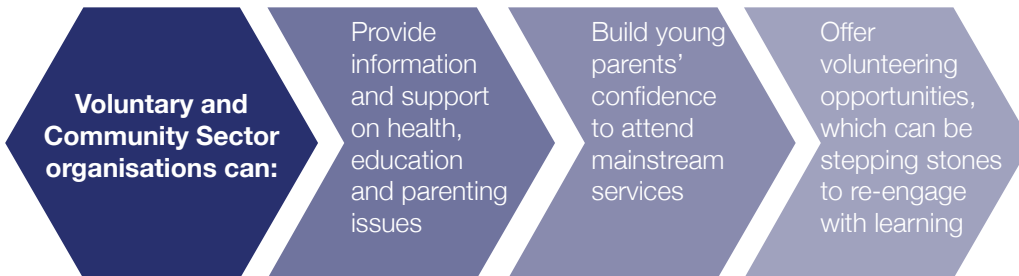 Voluntary and
Community Sector
organisations can:
Provide
information
and support
on health,
education
and parenting
issues
Build young
parents’
confidence
to attend
mainstream
services
Offer
volunteering
opportunities,
which can be
stepping stones
to re-engage
with learning